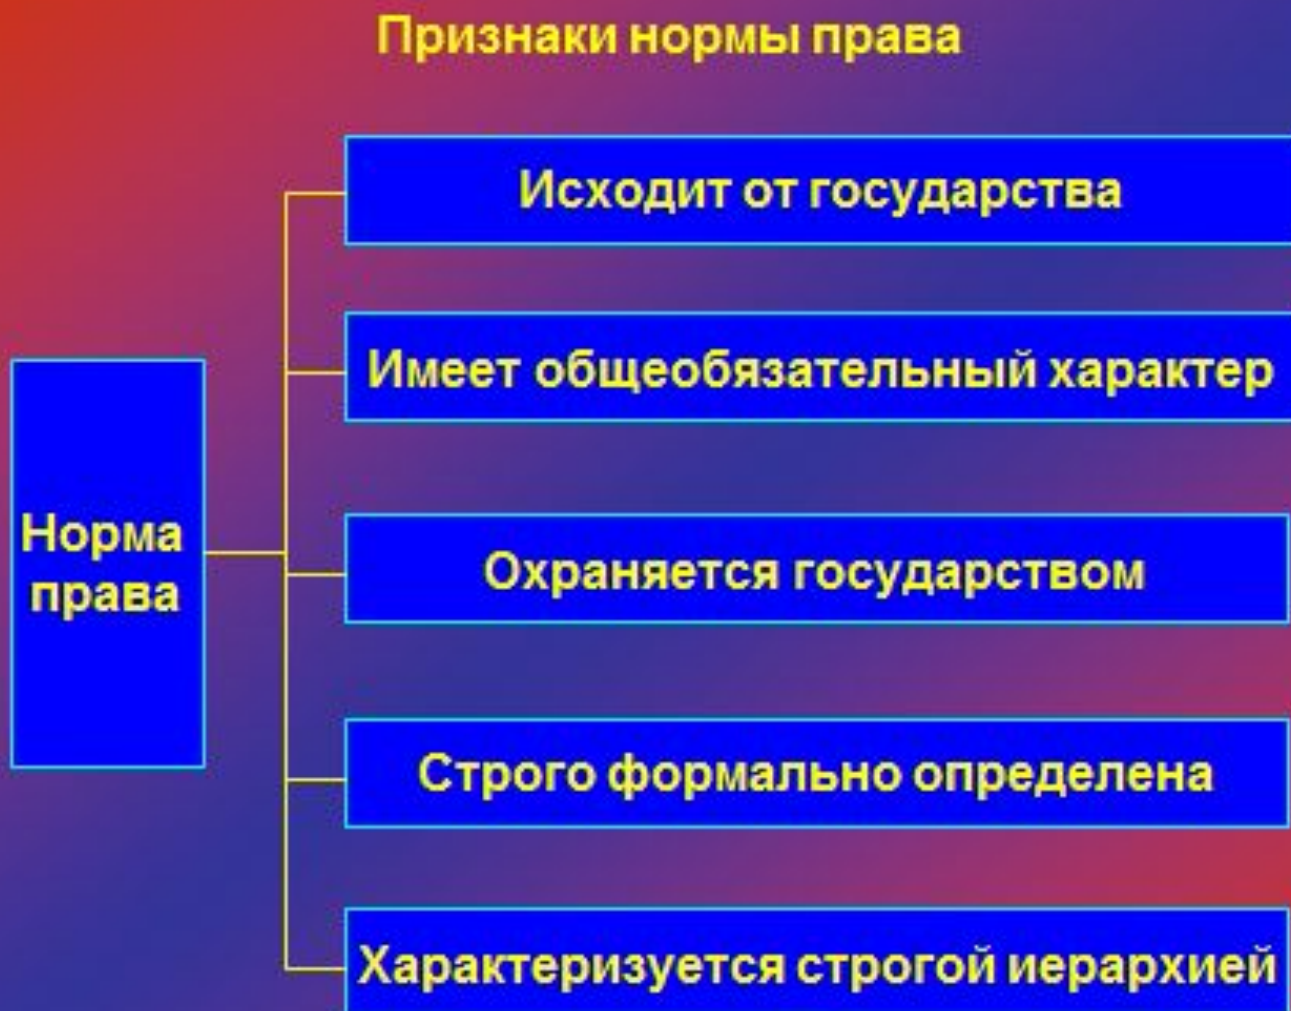 Признаки нормы права
Исходит от государства
Имеет общеобязательный характер
Норма
права
Охраняется государством
Строго формально определена
Характеризуется строгой иерархией